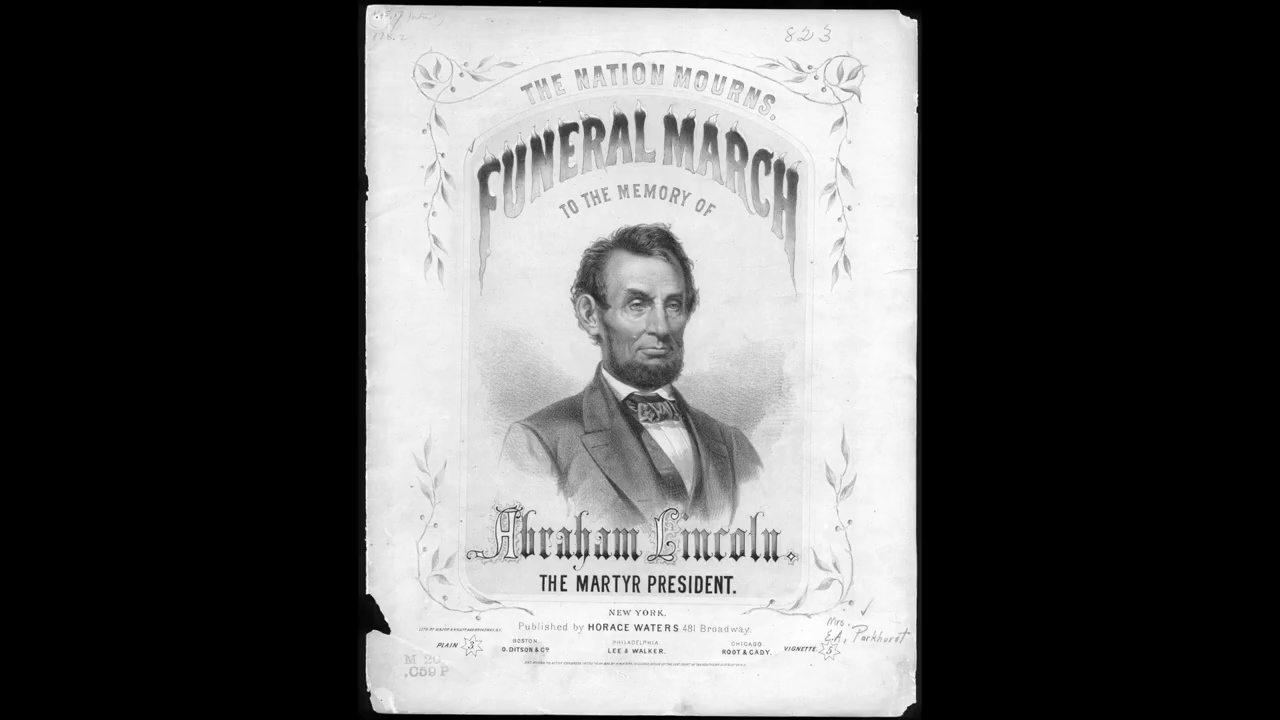 178.2
823
THE NATION MOURNS.
FUNERAL MARCH
TO THE MEMORY OF
Abraham Lincoln.
THE MARTYR PRESIDENT.
NEW YORK.
Published by HORACE WATERS 481 Broadway.
Mrs.
E.A. Parkhurst
PLAIN 3
BOSTON
O. DITSON & Cº
PHILADELPHIA
LEE & WALKER.
CHICAGO
ROOT & CADY.
VIGNETTE 5
M 20
.C59 P